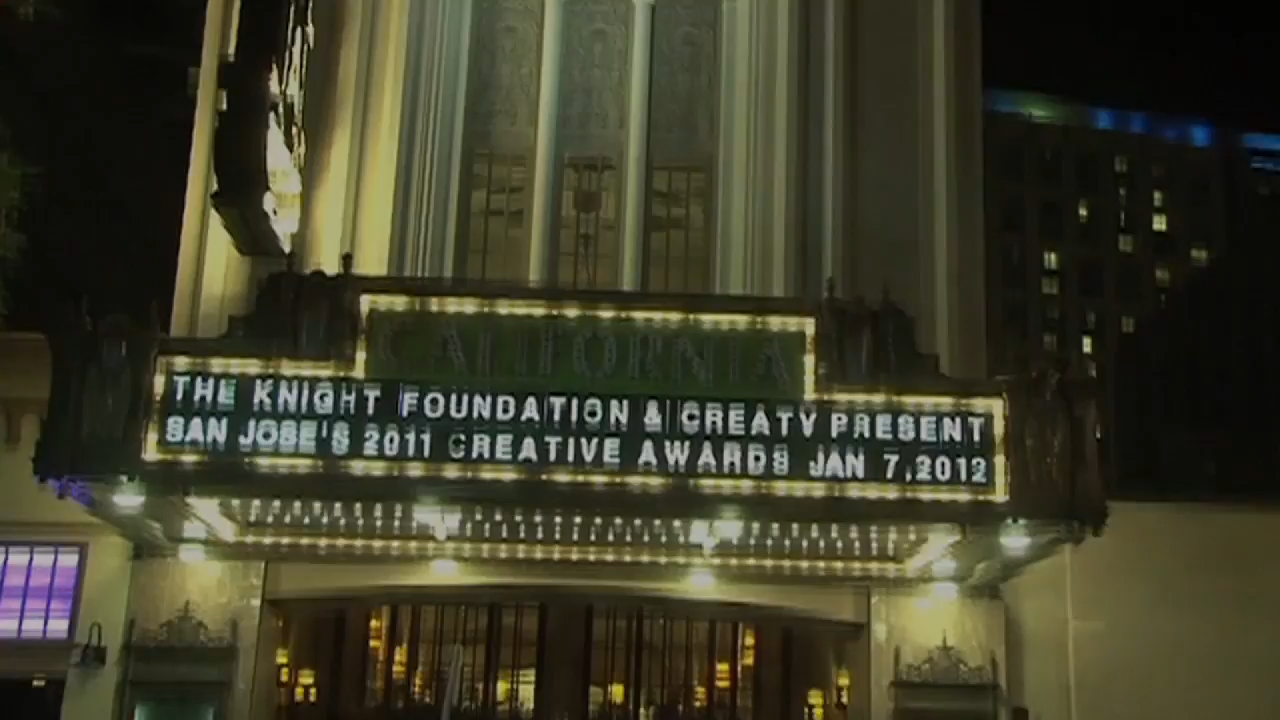 CALIFORNIA
THE KNIGHT FOUNDATION & CREATV PRESENT
SAN JOSE'S 2011 CREATIVE AWARDS JAN 7,2012